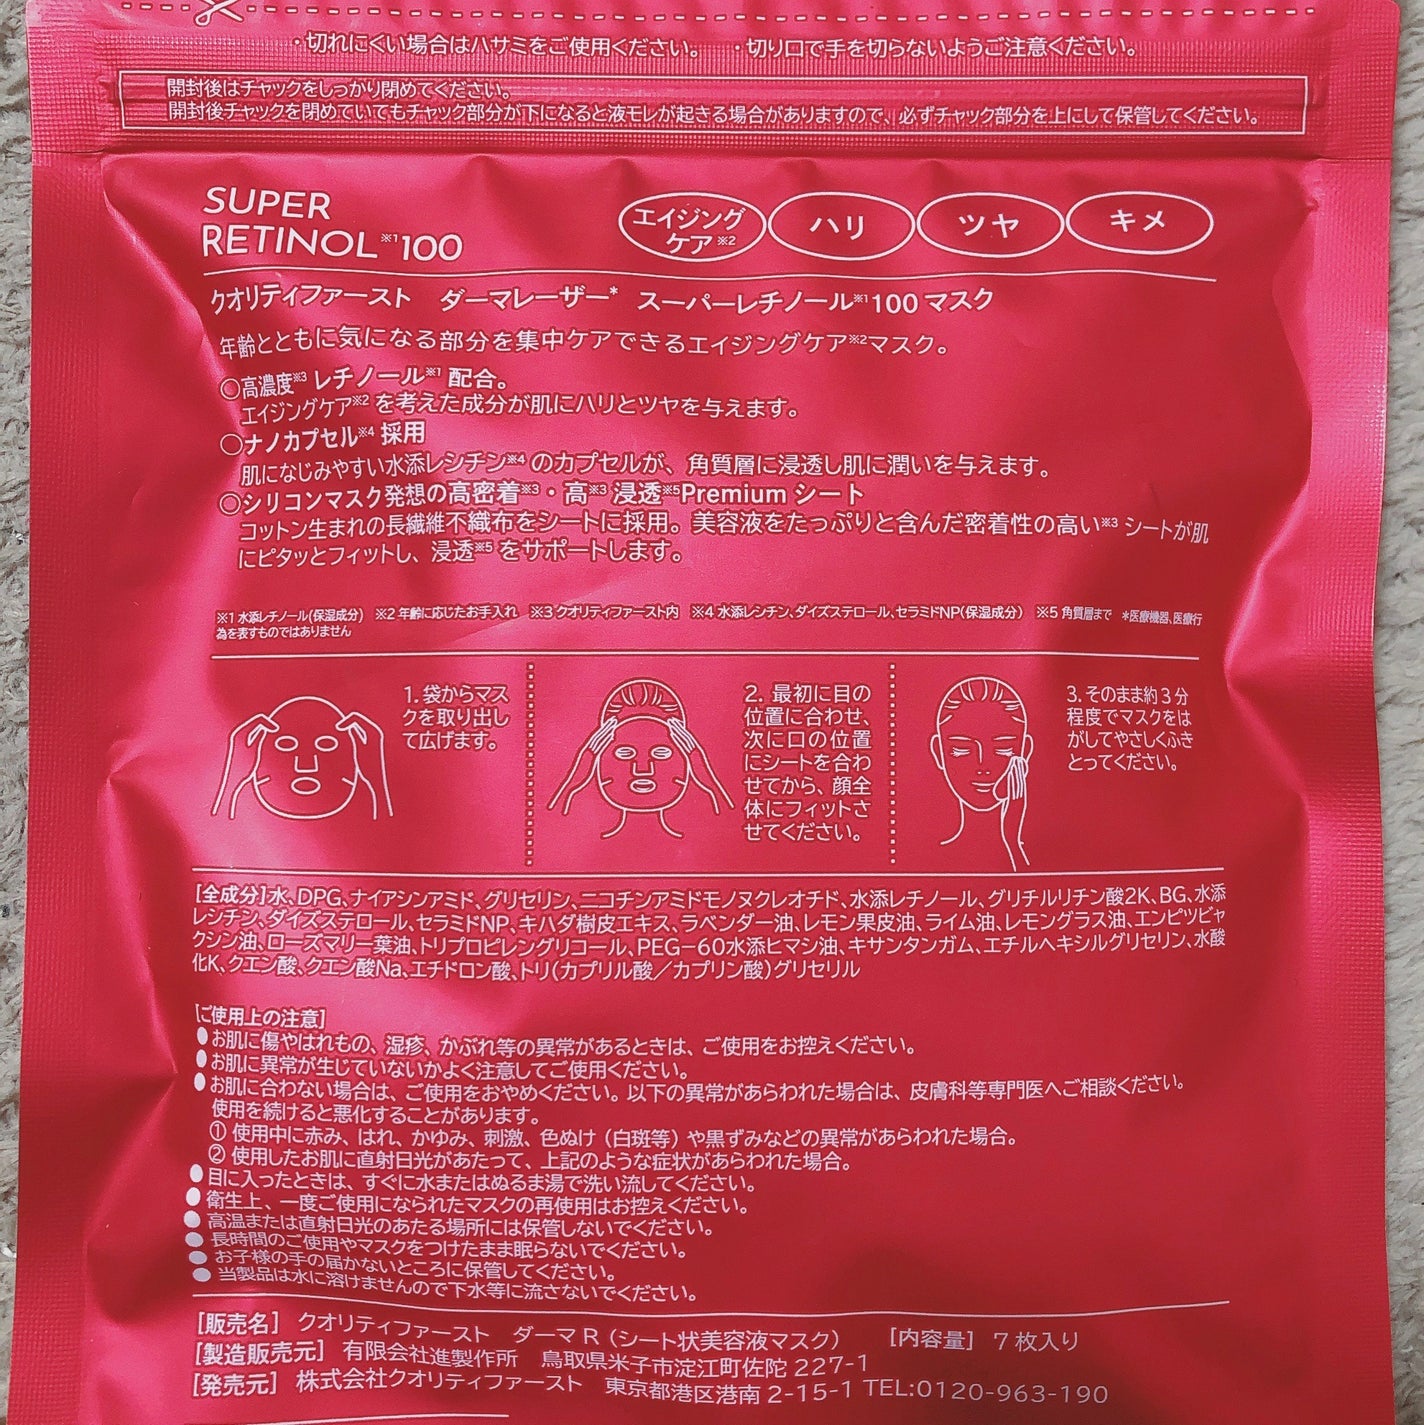 ・切れにくい場合はハサミをご使用ください。 ・切り口で手を切らないようご注意ください。
開封後はチャックをしっかり閉めてください。
開封後チャックを閉めていてもチャック部分が下になると液モレが起きる場合がありますので、必ずチャック部分を上にして保管してください。
SUPER
RETINOL※1100
エイジング
ケア※2
ハリ
ツヤ
キメ
クオリティファースト ダーマレーザー* スーパーレチノール※1100 マスク
年齢とともに気になる部分を集中ケアできるエイジングケア※2マスク。
○高濃度※3 レチノール※1 配合。
エイジングケア※2 を考えた成分が肌にハリとツヤを与えます。
○ナノカプセル※4 採用
肌になじみやすい水添レシチン※4 のカプセルが、角質層に浸透し肌に潤いを与えます。
○シリコンマスク発想の高密着※3・高※3 浸透※5Premium シート
コットン生まれの長繊維不織布をシートに採用。美容液をたっぷりと含んだ密着性の高い※3 シートが肌
にピタッとフィットし、浸透※5 をサポートします。
※1 水添レチノール(保湿成分) ※2 年齢に応じたお手入れ ※3 クオリティファースト内 ※4 水添レシチン、ダイズステロール、セラミドNP(保湿成分) ※5 角質層まで *医療機器、医療行
為を表すものではありません
1. 袋からマス
クを取り出し
て広げます。
2. 最初に目の
位置に合わせ、
次に口の位置
にシートを合わ
せてから、顔全
体にフィットさ
せてください。
3. そのまま約3分
程度でマスクをは
がしてやさしくふき
とってください。
[全成分]水、DPG、ナイアシンアミド、グリセリン、ニコチンアミドモノヌクレオチド、水添レチノール、グリチルリチン酸2K、BG、水添
レシチン、ダイズステロール、セラミドNP、キハダ樹皮エキス、ラベンダー油、レモン果皮油、ライム油、レモングラス油、エンピツビャ
クシン油、ローズマリー葉油、トリプロピレングリコール、PEG-60水添ヒマシ油、キサンタンガム、エチルヘキシルグリセリン、水酸
化K、クエン酸、クエン酸Na、エチドロン酸、トリ(カプリル酸/カプリン酸)グリセリル
[ご使用上の注意]
●お肌に傷やはれもの、湿疹、かぶれ等の異常があるときは、ご使用をお控えください。
●お肌に異常が生じていないかよく注意してご使用ください。
●お肌に合わない場合は、ご使用をおやめください。以下の異常があらわれた場合は、皮膚科等専門医へご相談ください。
使用を続けると悪化することがあります。
① 使用中に赤み、はれ、かゆみ、刺激、色ぬけ(白斑等)や黒ずみなどの異常があらわれた場合。
② 使用したお肌に直射日光があたって、上記のような症状があらわれた場合。
●目に入ったときは、すぐに水またはぬるま湯で洗い流してください。
●衛生上、一度ご使用になられたマスクの再使用はお控えください。
●高温または直射日光のあたる場所には保管しないでください。
●長時間のご使用やマスクをつけたまま眠らないでください。
●お子様の手の届かないところに保管してください。
●当製品は水に溶けませんので下水等に流さないでください。
[販売名] クオリティファースト ダーマ R(シート状美容液マスク) [内容量] 7 枚入り
[製造販売元] 有限会社進製作所 鳥取県米子市淀江町佐陀 227-1
[発売元] 株式会社クオリティファースト 東京都港区港南 2-15-1 TEL:0120-963-190